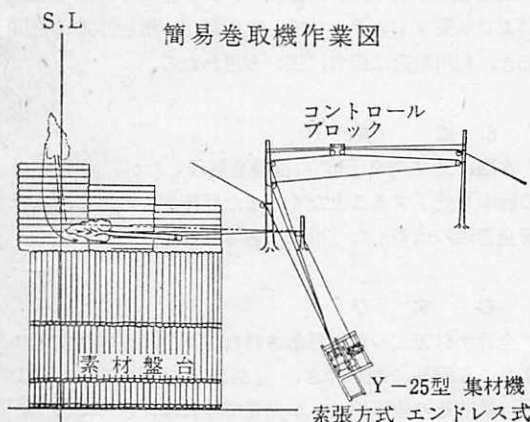 S.L
簡易巻取機作業図
コントロール
ブロック
素材盤台
Y-25型 集材機
索張方式 エンドレス式